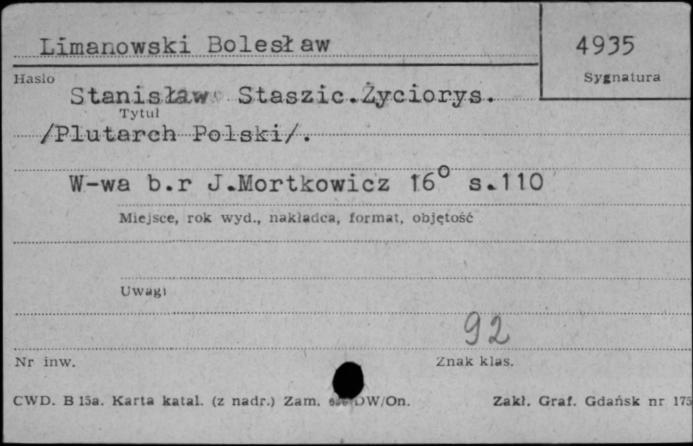 Limanowski Bolesław
4935
Hasło
Sygnatura
Stanisław Staszic.Życiorys.
Tytuł
/Plutarch Polski/.
W-wa b.r J.Mortkowicz 16° s.110
Miejsce, rok wyd., nakładca, format, objętość
Uwagi
92
Nr inw.
Znak klas.
CWD. B 15a. Karta katal. (z nadr.) Zam. DW/On.
Zakł. Graf. Gdańsk nr 175